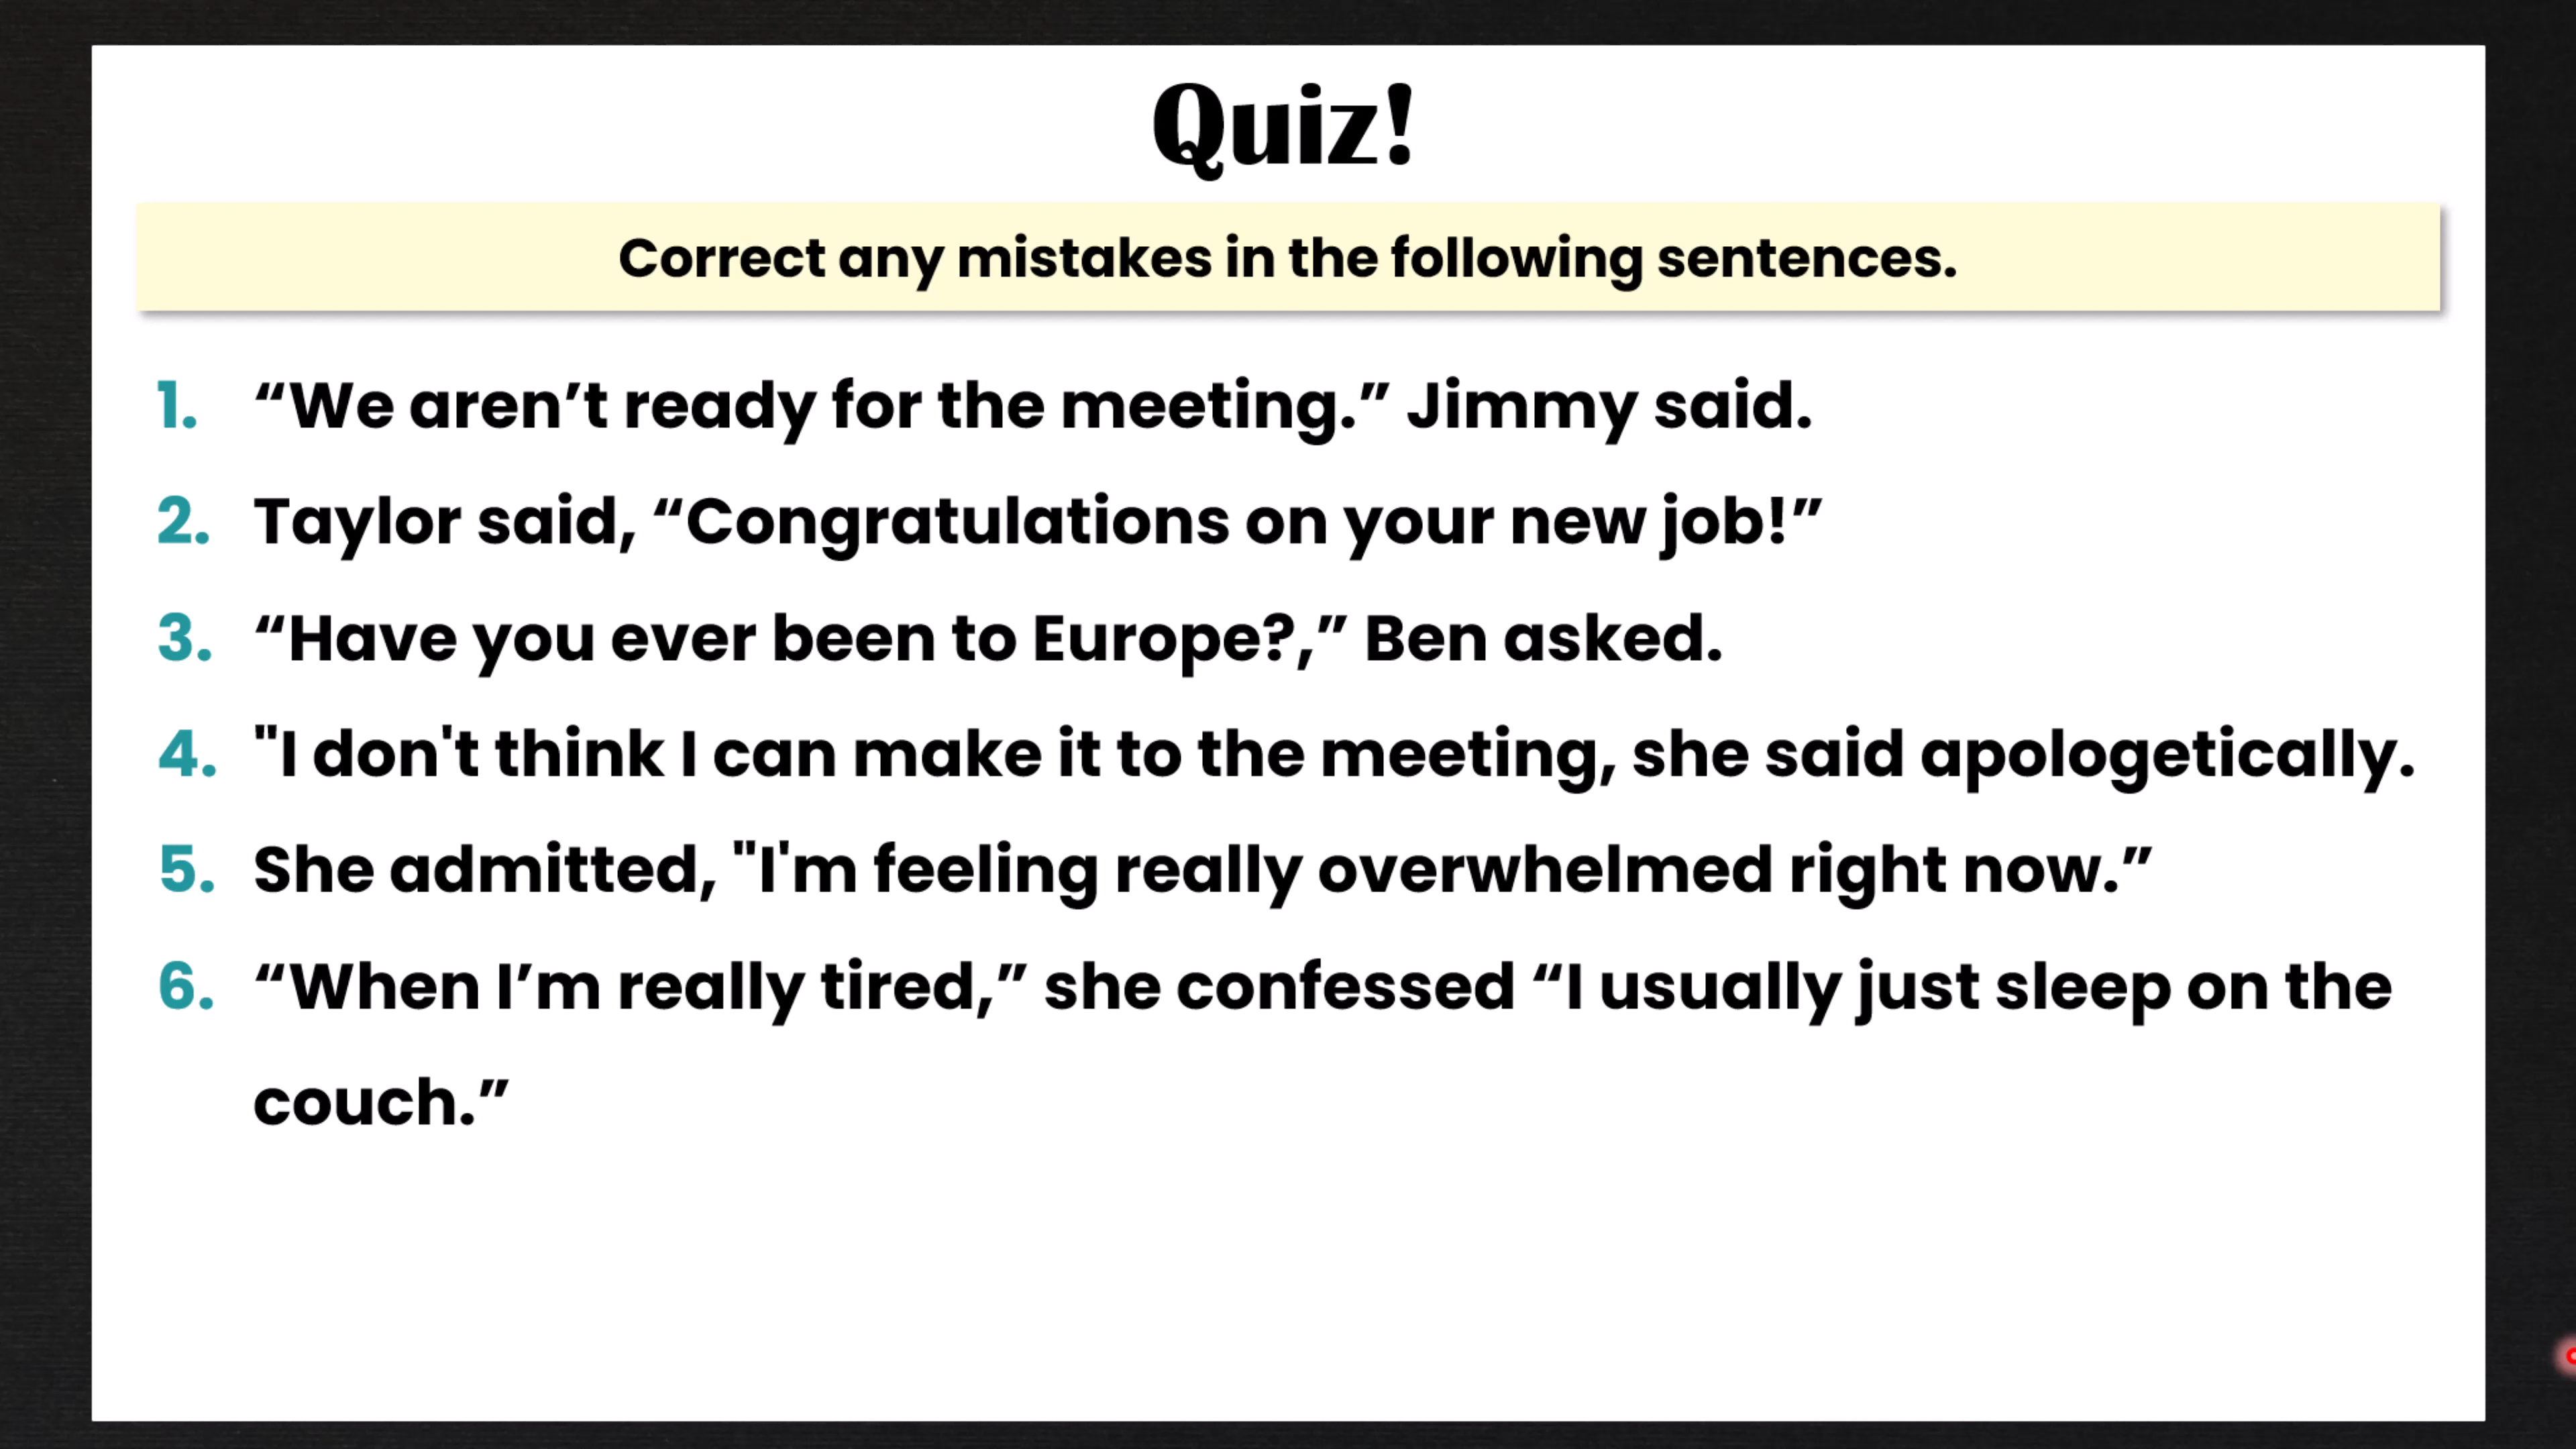 Quiz!
Correct any mistakes in the following sentences.
1. “We aren’t ready for the meeting.” Jimmy said.
2. Taylor said, “Congratulations on your new job!”
3. “Have you ever been to Europe?,” Ben asked.
4. "I don't think I can make it to the meeting, she said apologetically.
5. She admitted, "I'm feeling really overwhelmed right now.”
6. “When I’m really tired,” she confessed “I usually just sleep on the
couch.”